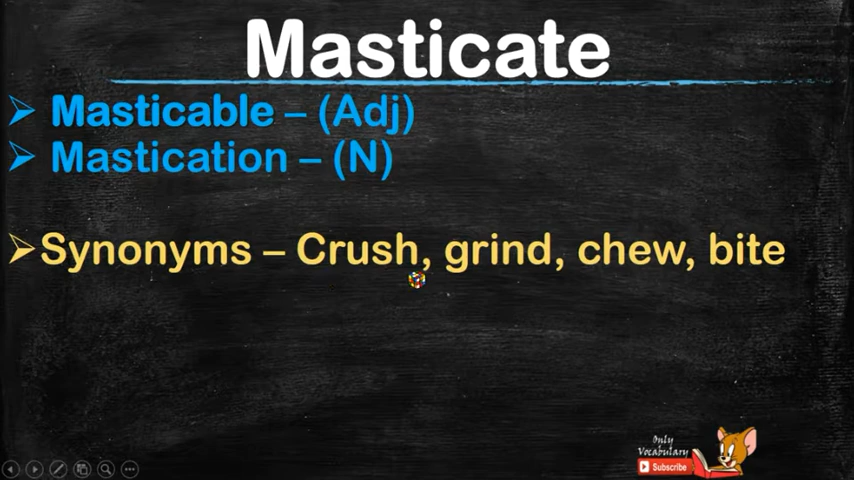 Masticate
➢ Masticable – (Adj)
➢ Mastication – (N)
➢Synonyms – Crush, grind, chew, bite
Only
Vocabulary
Subscribe